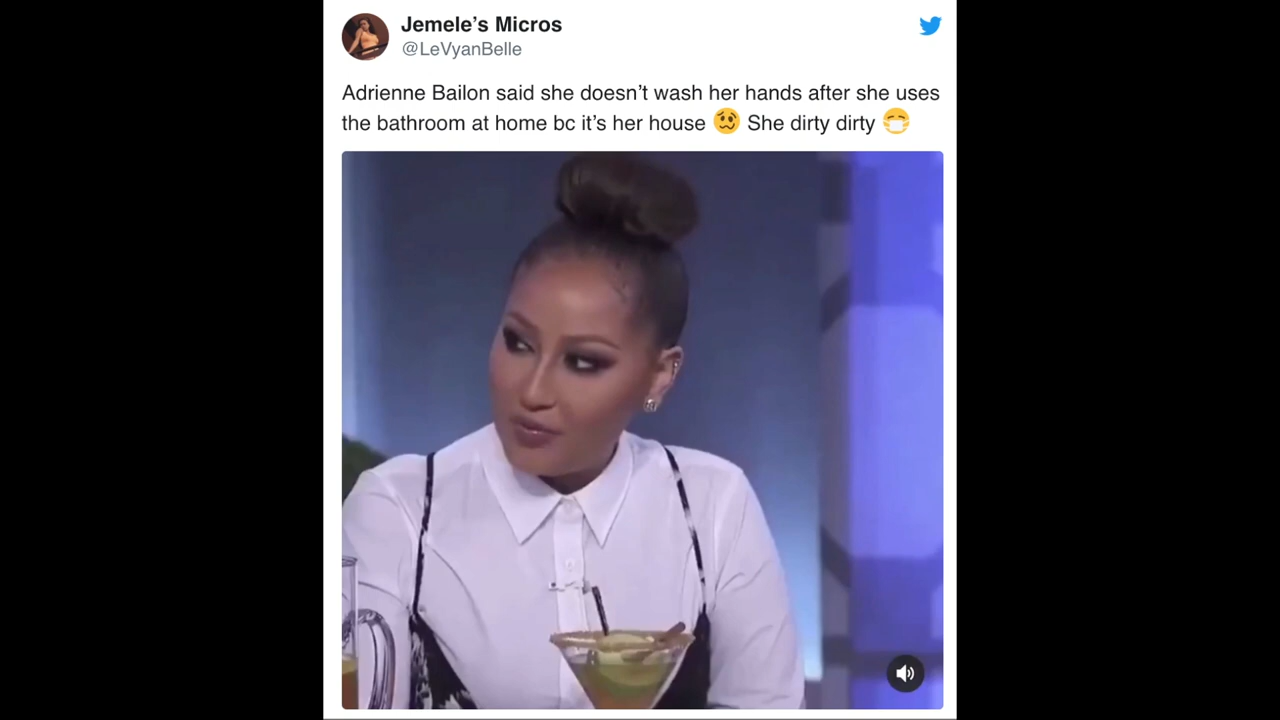 Jemele’s Micros
@LeVyanBelle
Adrienne Bailon said she doesn’t wash her hands after she uses
the bathroom at home bc it’s her house 🥴 She dirty dirty 😷